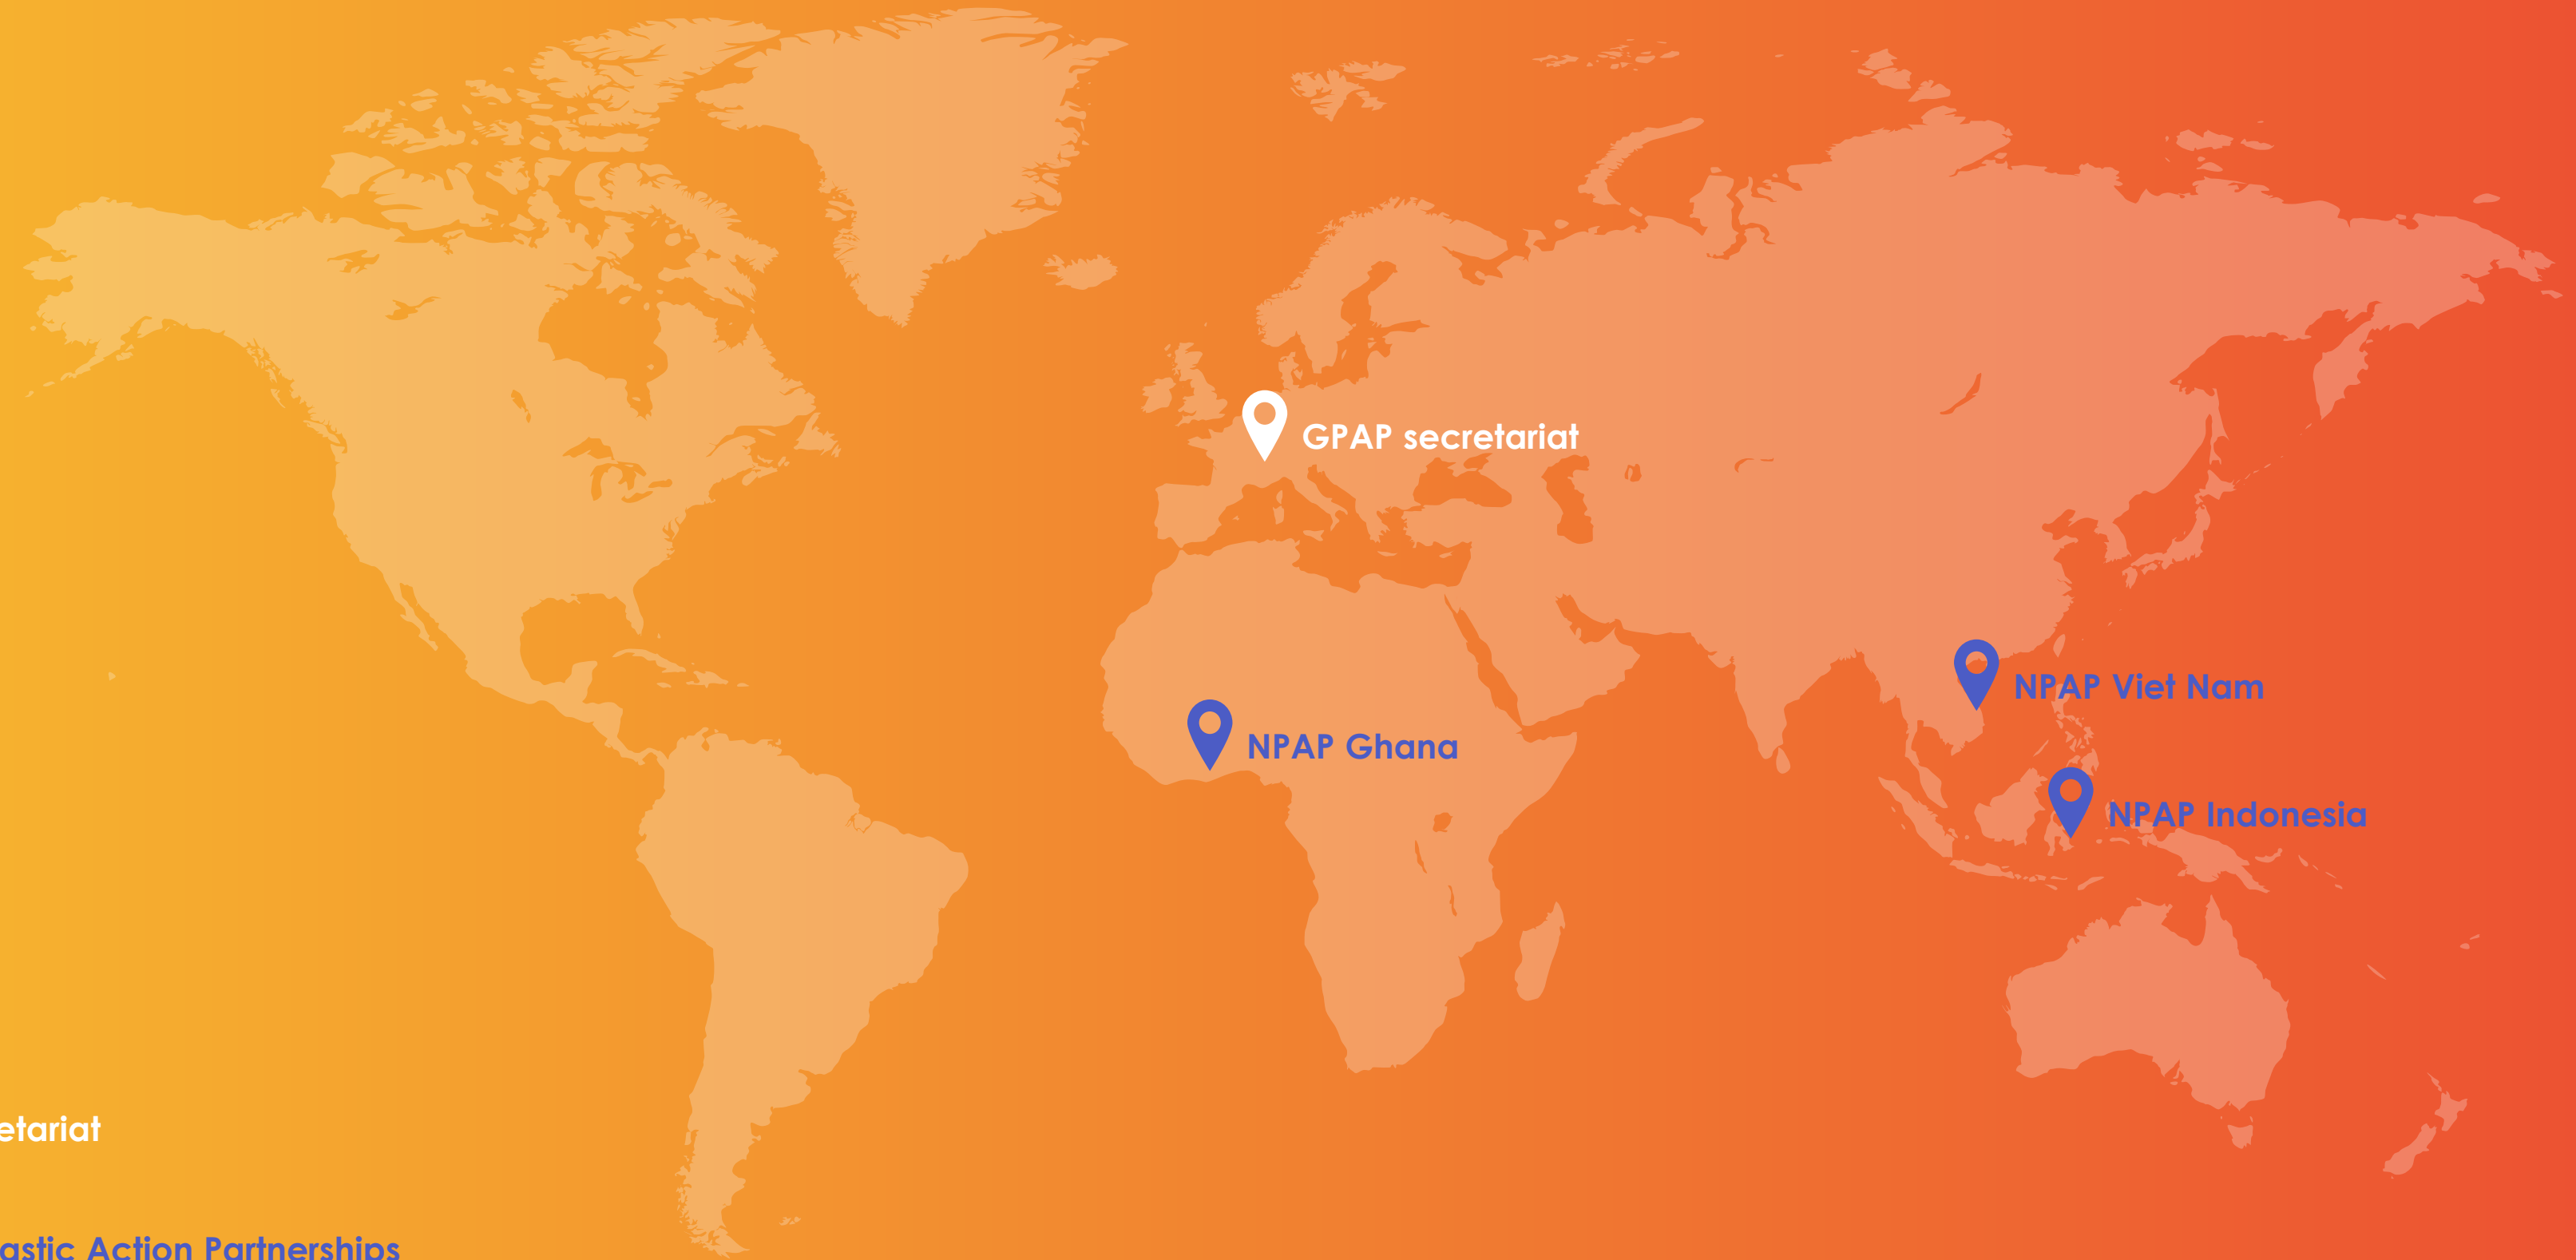 GPAP secretariat
NPAP Viet Nam
NPAP Ghana
NPAP Indonesia
etariat
astic Action Partnerships